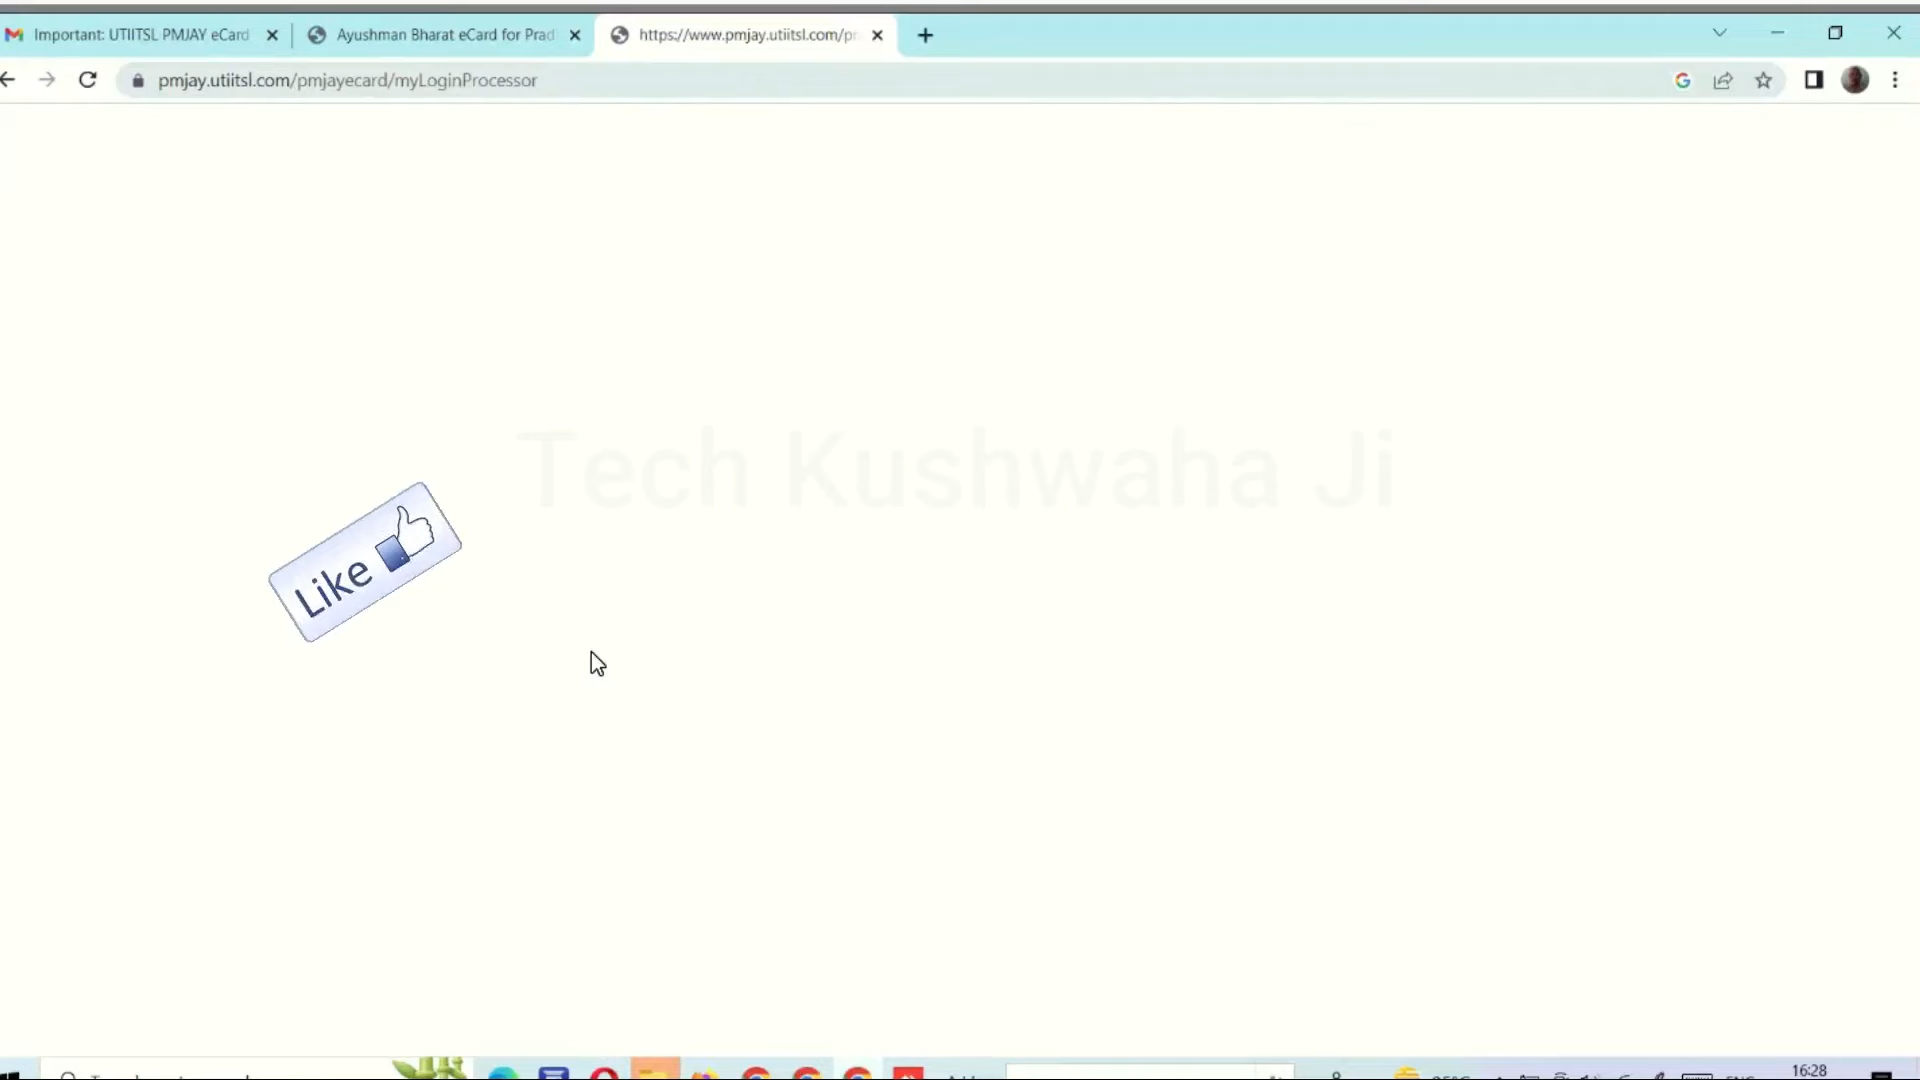 Important: UTIITSL PMJAY eCard
Ayushman Bharat eCard for Prad
https://www.pmjay.utiitsl.com/pr
pmjay.utiitsl.com/pmjayecard/myLoginProcessor
Tech Kushwaha Ji
Like
16:28